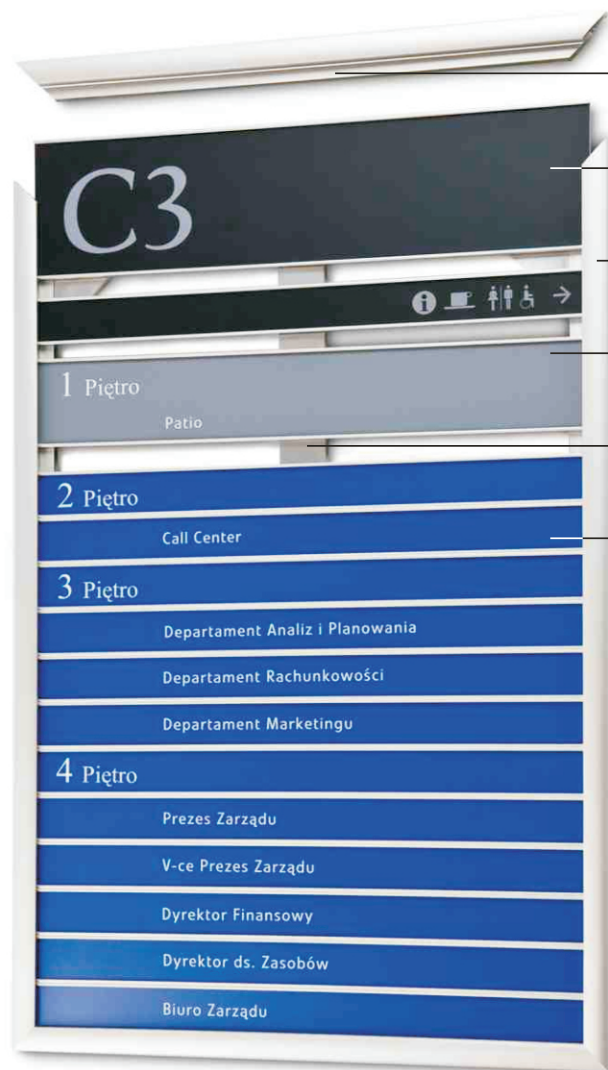 C3
1 Piętro
Patio
2 Piętro
Call Center
3 Piętro
Departament Analiz i Planowania
Departament Rachunkowości
Departament Marketingu
4 Piętro
Prezes Zarządu
V-ce Prezes Zarządu
Dyrektor Finansowy
Dyrektor ds. Zasobów
Biuro Zarządu